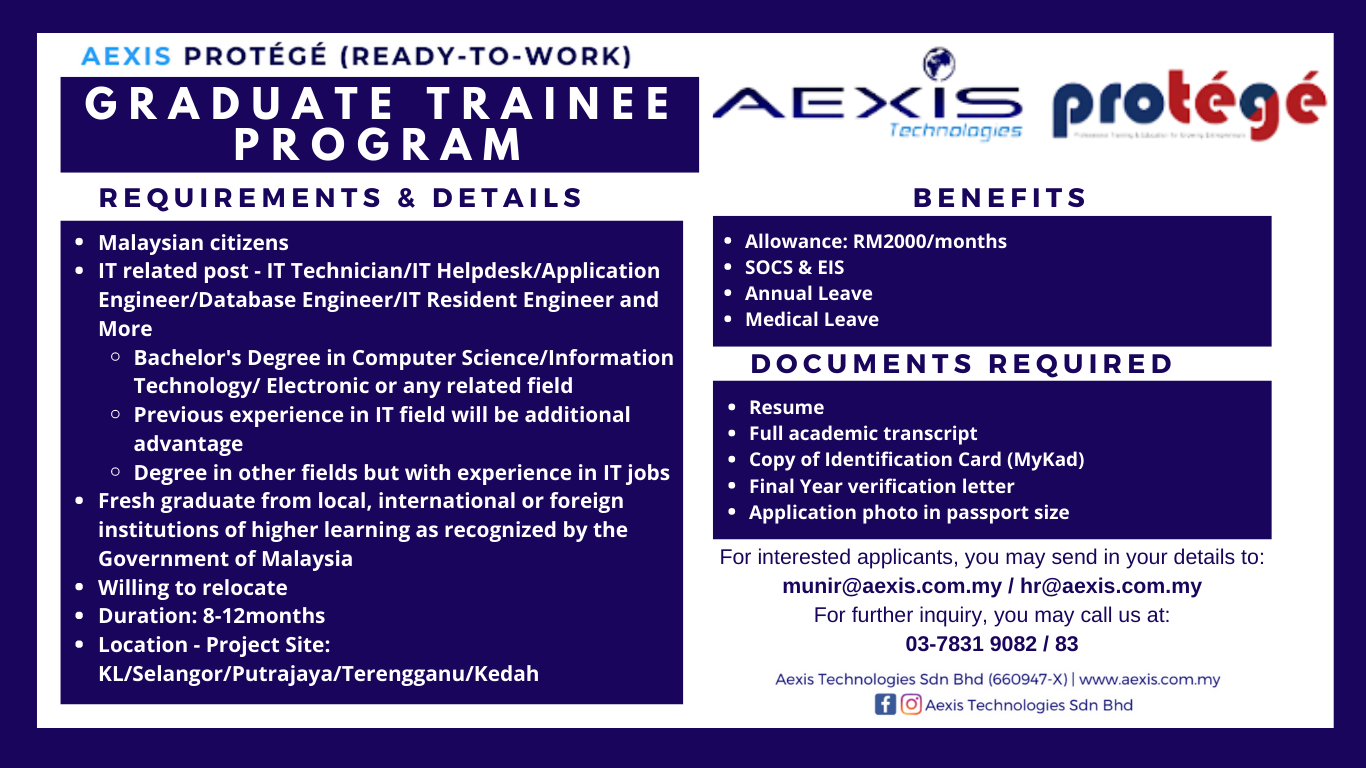 AEXIS PROTÉGÉ (READY-TO-WORK)
GRADUATE TRAINEE
PROGRAM
AEXIS
Technologies
protégé
REQUIREMENTS & DETAILS
• Malaysian citizens
• IT related post - IT Technician/IT Helpdesk/Application
Engineer/Database Engineer/IT Resident Engineer and
More
○ Bachelor's Degree in Computer Science/Information
Technology/ Electronic or any related field
○ Previous experience in IT field will be additional
advantage
○ Degree in other fields but with experience in IT jobs
• Fresh graduate from local, international or foreign
institutions of higher learning as recognized by the
Government of Malaysia
• Willing to relocate
• Duration: 8-12months
• Location - Project Site:
KL/Selangor/Putrajaya/Terengganu/Kedah
BENEFITS
• Allowance: RM2000/months
• SOCS & EIS
• Annual Leave
• Medical Leave
DOCUMENTS REQUIRED
• Resume
• Full academic transcript
• Copy of Identification Card (MyKad)
• Final Year verification letter
• Application photo in passport size
For interested applicants, you may send in your details to:
munir@aexis.com.my / hr@aexis.com.my
For further inquiry, you may call us at:
03-7831 9082 / 83
Aexis Technologies Sdn Bhd (660947-X) | www.aexis.com.my
Aexis Technologies Sdn Bhd